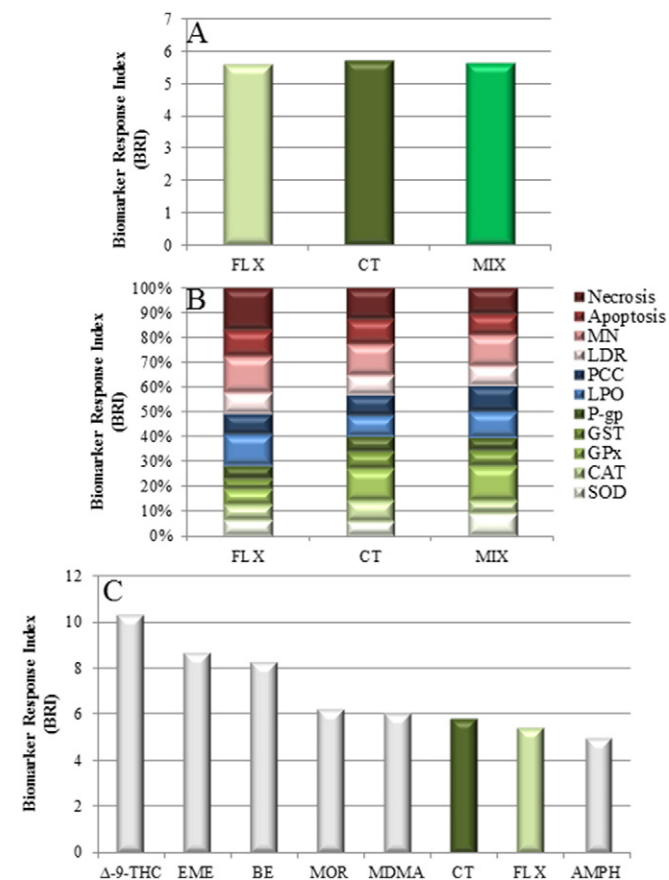 A
Biomarker Response Index
(BRI)
7
6
5
4
3
2
1
0
FLX CT MIX
B
Biomarker Response Index
(BRI)
100%
90%
80%
70%
60%
50%
40%
30%
20%
10%
0%
FLX CT MIX
Necrosis
Apoptosis
MN
LDR
PCC
LPO
P-gp
GST
GPx
CAT
SOD
C
Biomarker Response Index
(BRI)
12
10
8
6
4
2
0
Δ-9-THC EME BE MOR MDMA CT FLX AMPH